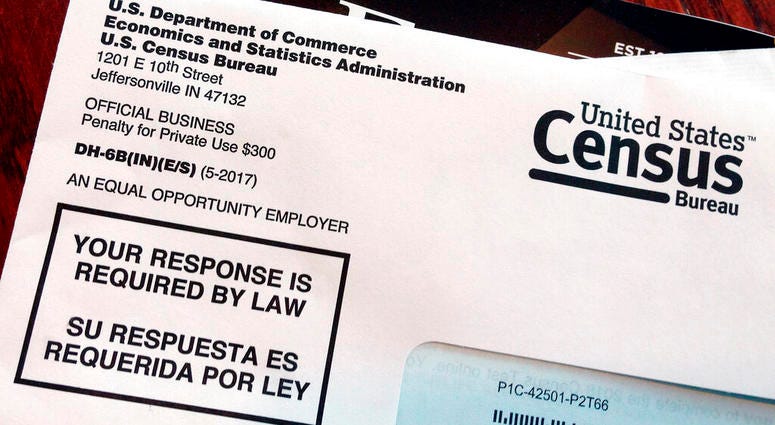 U.S. Department of Commerce
Economics and Statistics Administration
U.S. Census Bureau
1201 E 10th Street
Jeffersonville IN 47132
OFFICIAL BUSINESS
Penalty for Private Use $300
DH-6B(IN)(E/S) (5-2017)
AN EQUAL OPPORTUNITY EMPLOYER
YOUR RESPONSE IS
REQUIRED BY LAW
SU RESPUESTA ES
REQUERIDA POR LEY
EST
United States™
Census
Bureau
P1C-42501-P2T66